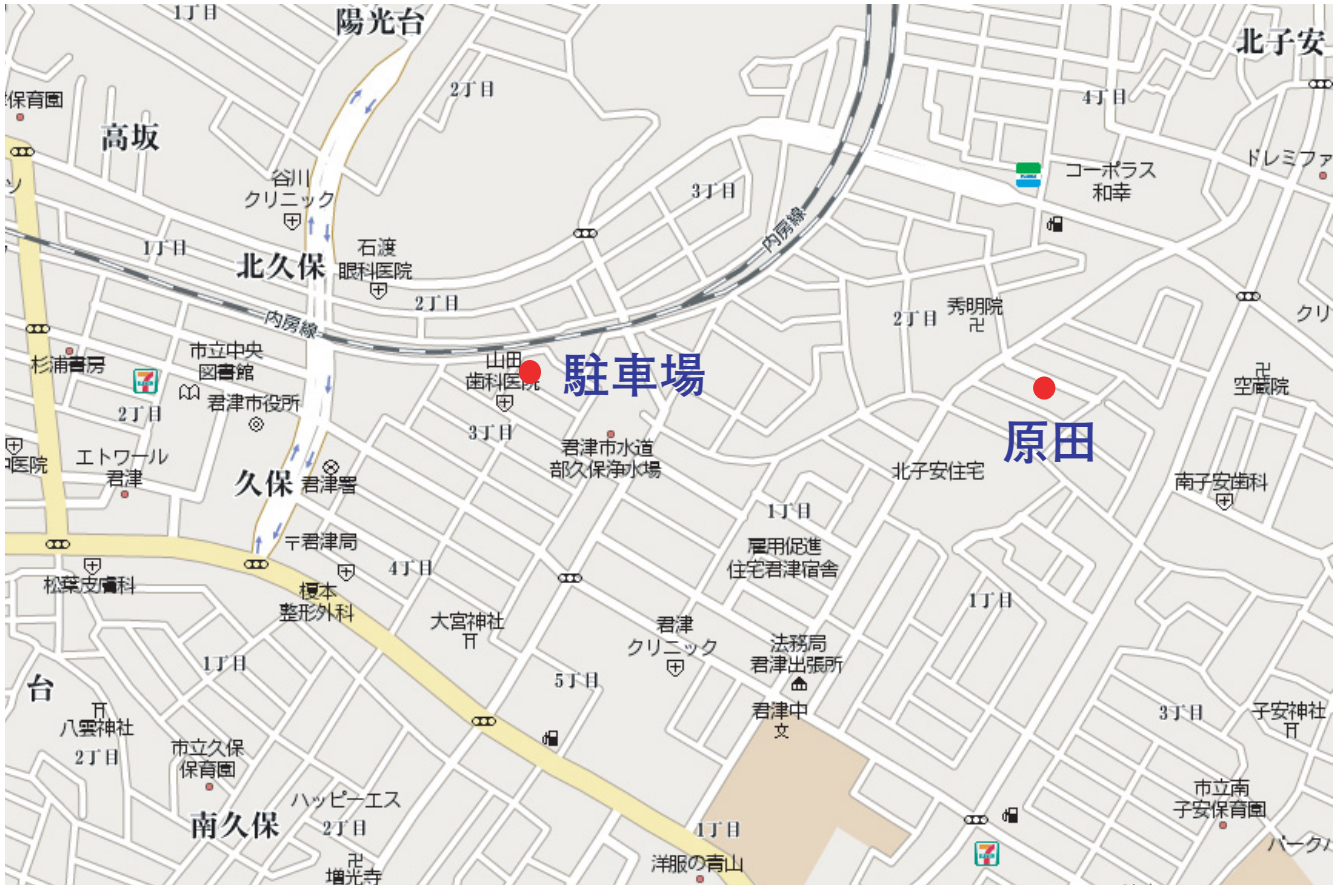 1丁目
陽光台
北子安
2丁目
4丁目
保育園
高坂
ドレミファ
コーポラス
和幸
谷川
クリニック
3丁目
内房線
1丁目
石渡
眼科医院
北久保
2丁目
秀明院
2丁目
内房線
クリ
杉浦書房
市立中央
図書館
山田
歯科医院
駐車場
空蔵院
君津市役所
2丁目
3丁目
原田
君津市水道
部久保浄水場
エトワール
君津
医院
久保
君津署
北子安住宅
南子安歯科
1丁目
〒君津局
雇用促進
住宅君津宿舎
松葉皮膚科
榎本
整形外科
4丁目
1丁目
大宮神社
君津
クリニック
法務局
君津出張所
1丁目
台
5丁目
八雲神社
君津中
文
3丁目
子安神社
2丁目
市立久保
保育園
市立南
子安保育園
ハッピーエス
南久保
2丁目
1丁目
パークハ
増光寺
洋服の青山